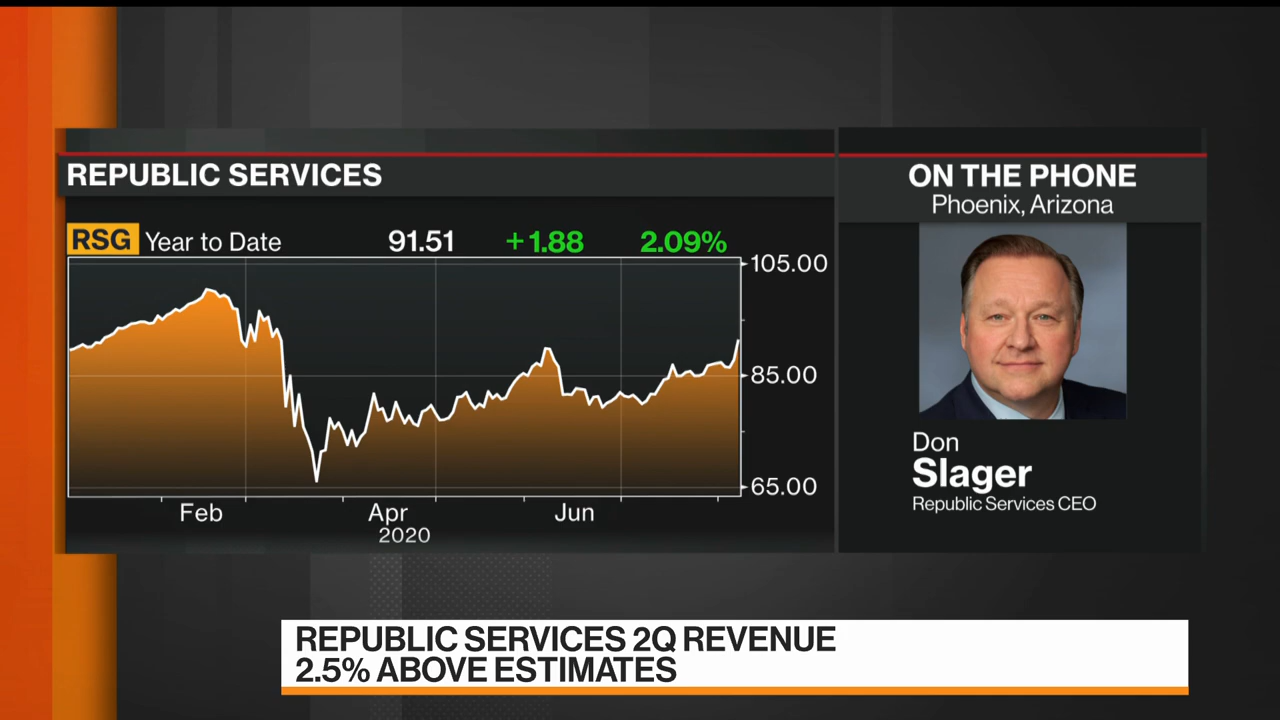 REPUBLIC SERVICES
RSG Year to Date 91.51 +1.88 2.09%
105.00
85.00
65.00
Feb Apr Jun
2020
ON THE PHONE
Phoenix, Arizona
Don
Slager
Republic Services CEO
REPUBLIC SERVICES 2Q REVENUE
2.5% ABOVE ESTIMATES